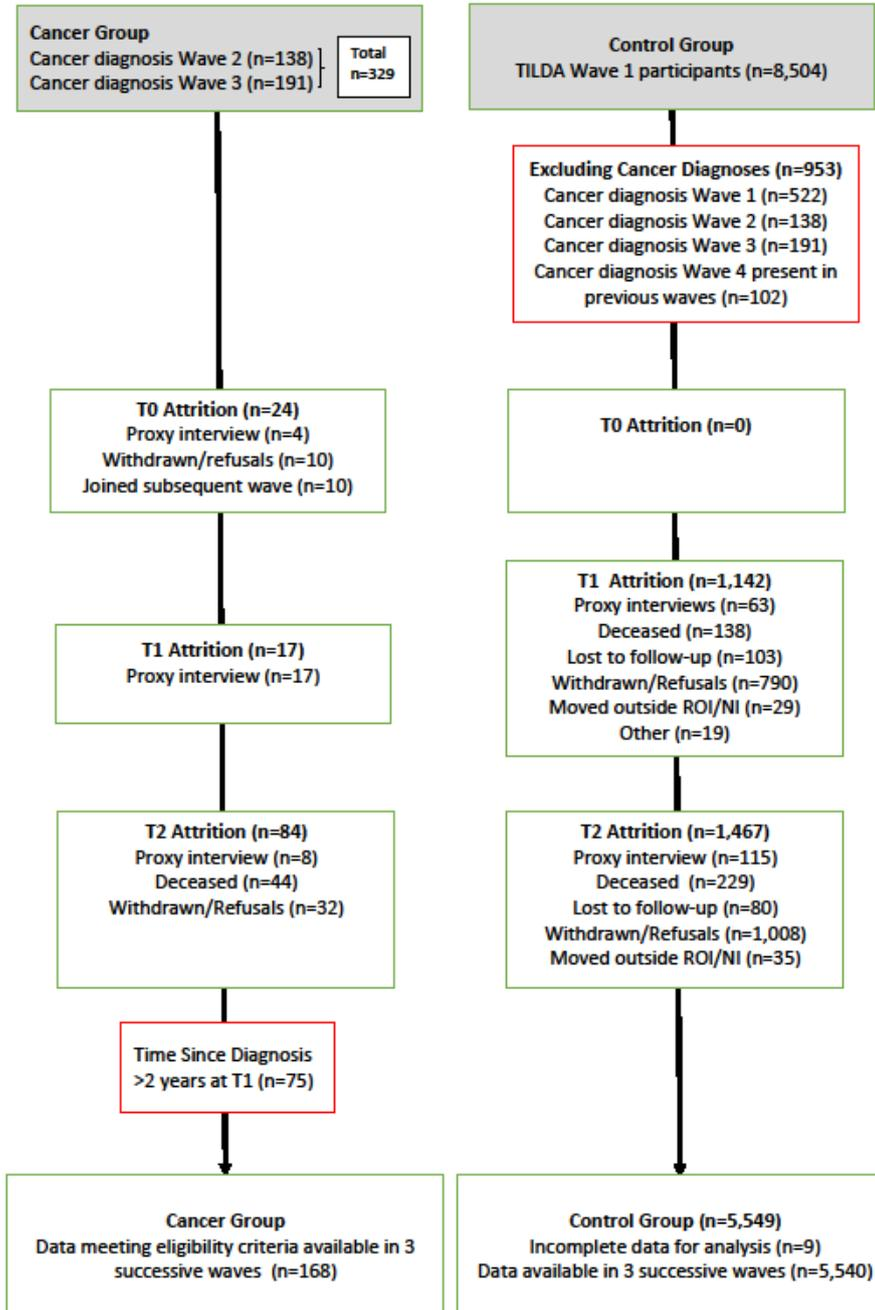 Cancer Group
Cancer diagnosis Wave 2 (n=138)
Cancer diagnosis Wave 3 (n=191)
Total
n=329
Control Group
TILDA Wave 1 participants (n=8,504)
Excluding Cancer Diagnoses (n=953)
Cancer diagnosis Wave 1 (n=522)
Cancer diagnosis Wave 2 (n=138)
Cancer diagnosis Wave 3 (n=191)
Cancer diagnosis Wave 4 present in
previous waves (n=102)
T0 Attrition (n=24)
Proxy interview (n=4)
Withdrawn/refusals (n=10)
Joined subsequent wave (n=10)
T0 Attrition (n=0)
T1 Attrition (n=17)
Proxy interview (n=17)
T1 Attrition (n=1,142)
Proxy interviews (n=63)
Deceased (n=138)
Lost to follow-up (n=103)
Withdrawn/Refusals (n=790)
Moved outside ROI/NI (n=29)
Other (n=19)
T2 Attrition (n=84)
Proxy interview (n=8)
Deceased (n=44)
Withdrawn/Refusals (n=32)
T2 Attrition (n=1,467)
Proxy interview (n=115)
Deceased (n=229)
Lost to follow-up (n=80)
Withdrawn/Refusals (n=1,008)
Moved outside ROI/NI (n=35)
Time Since Diagnosis
>2 years at T1 (n=75)
Cancer Group
Data meeting eligibility criteria available in 3
successive waves (n=168)
Control Group (n=5,549)
Incomplete data for analysis (n=9)
Data available in 3 successive waves (n=5,540)